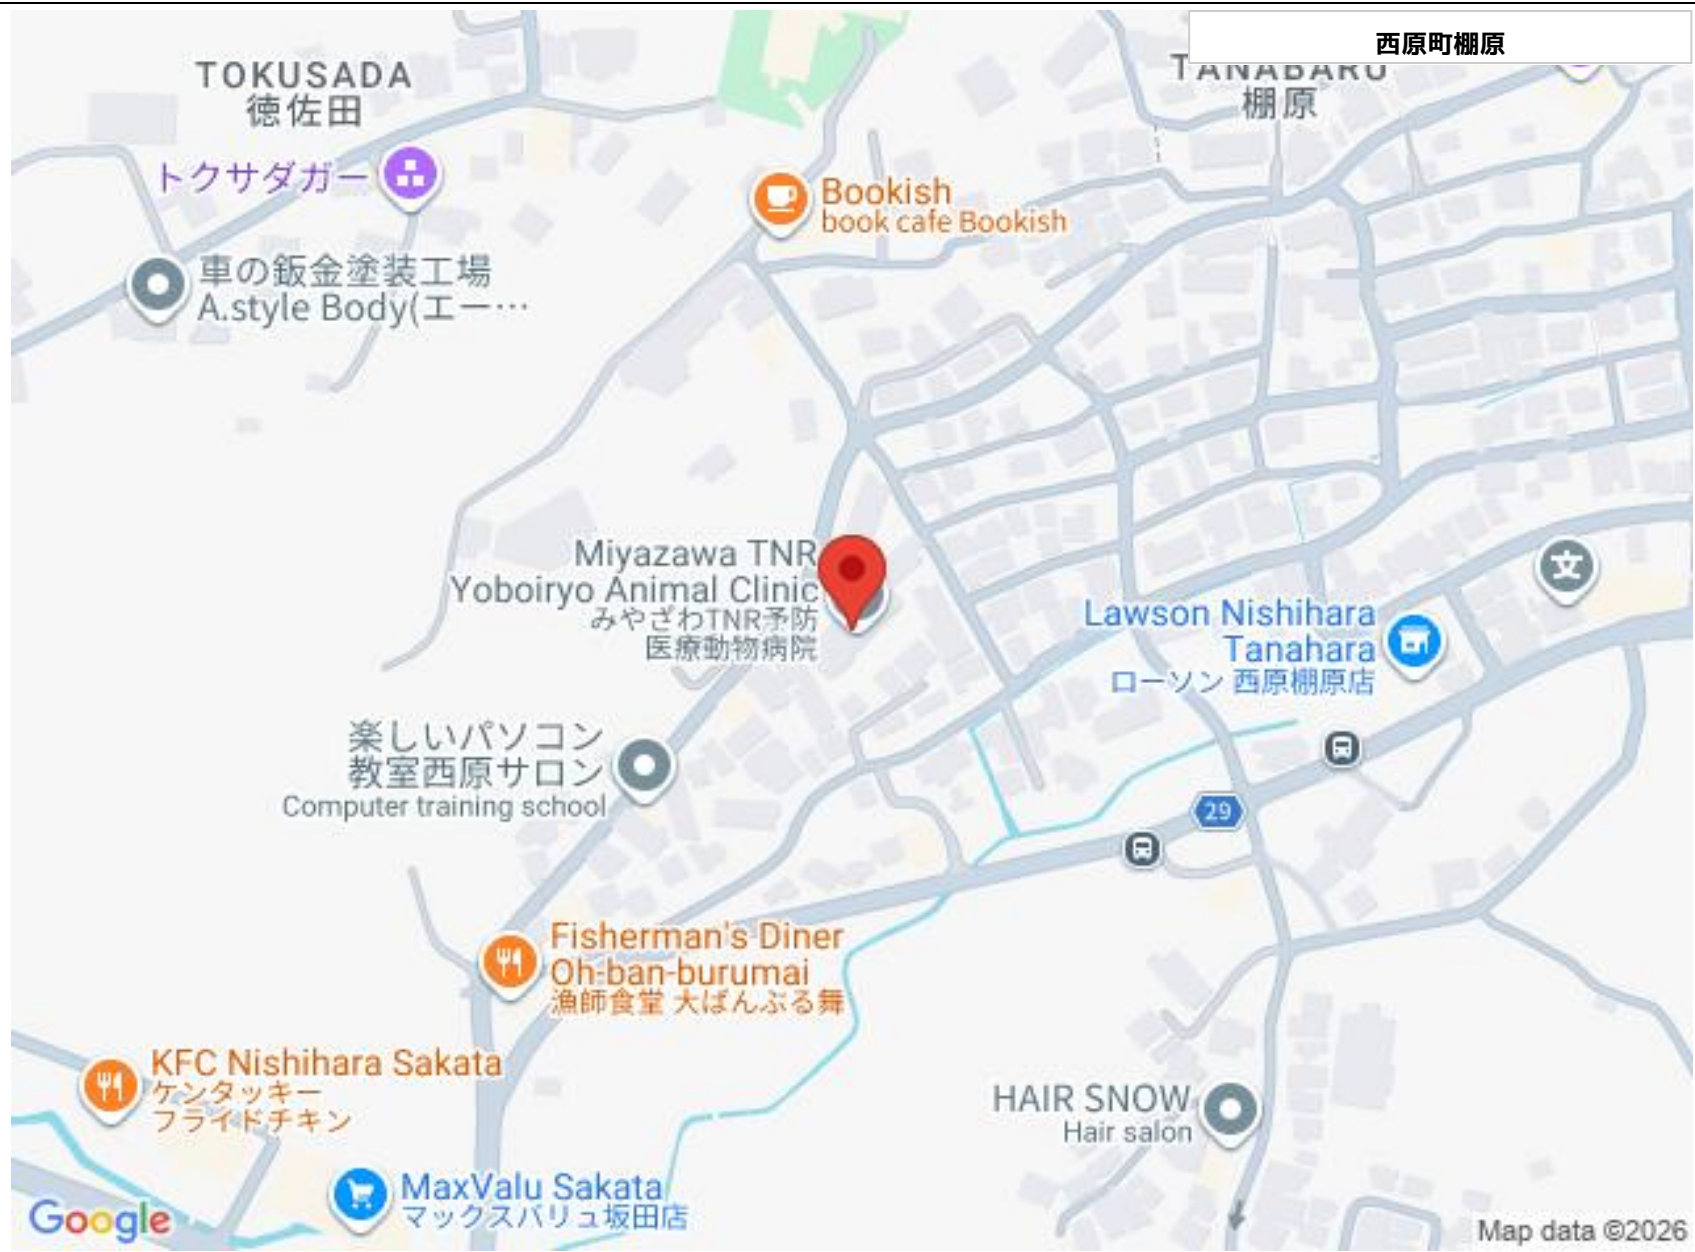 西原町棚原
TOKUSADA
徳佐田
TANABARU
棚原
トクサダガー
Bookish
book cafe Bookish
車の鈑金塗装工場
A.style Body(エー…
Miyazawa TNR
Yoboiryo Animal Clinic
みやざわTNR予防
医療動物病院
文
Lawson Nishihara
Tanahara
ローソン 西原棚原店
楽しいパソコン
教室西原サロン
Computer training school
29
Fisherman's Diner
Oh-ban-burumai
漁師食堂 大ばんぶる舞
KFC Nishihara Sakata
ケンタッキー
フライドチキン
HAIR SNOW
Hair salon
MaxValu Sakata
マックスバリュ坂田店
Google
Map data ©2026